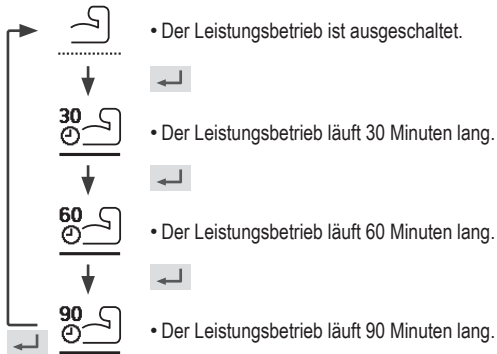 • Der Leistungsbetrieb ist ausgeschaltet.
30
• Der Leistungsbetrieb läuft 30 Minuten lang.
60
• Der Leistungsbetrieb läuft 60 Minuten lang.
90
• Der Leistungsbetrieb läuft 90 Minuten lang.